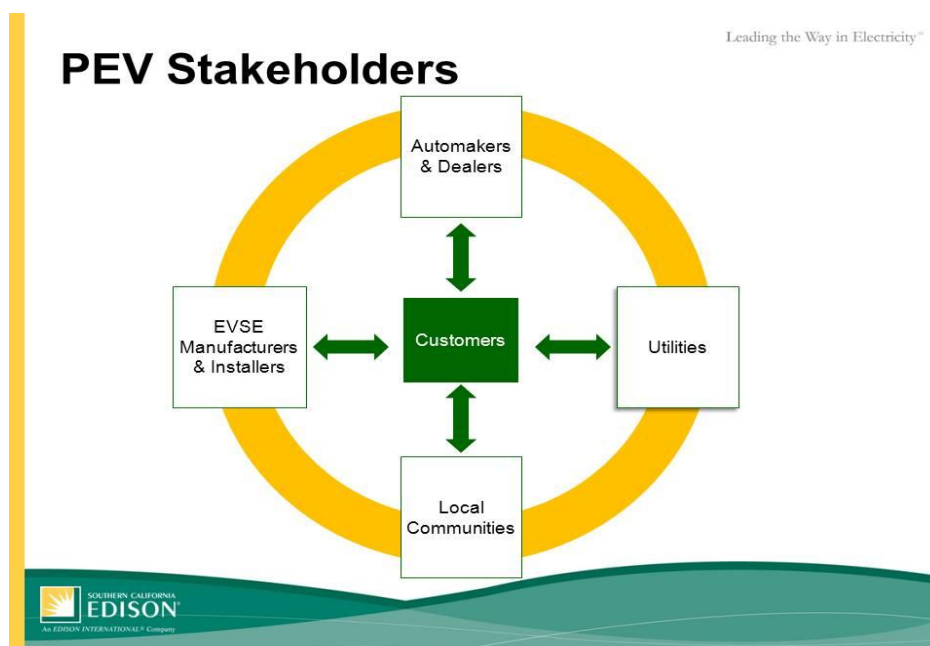 Leading the Way in Electricity℠
PEV Stakeholders
Automakers
& Dealers
EVSE
Manufacturers
& Installers
Customers
Utilities
Local
Communities
SOUTHERN CALIFORNIA
EDISON®
An EDISON INTERNATIONAL® Company